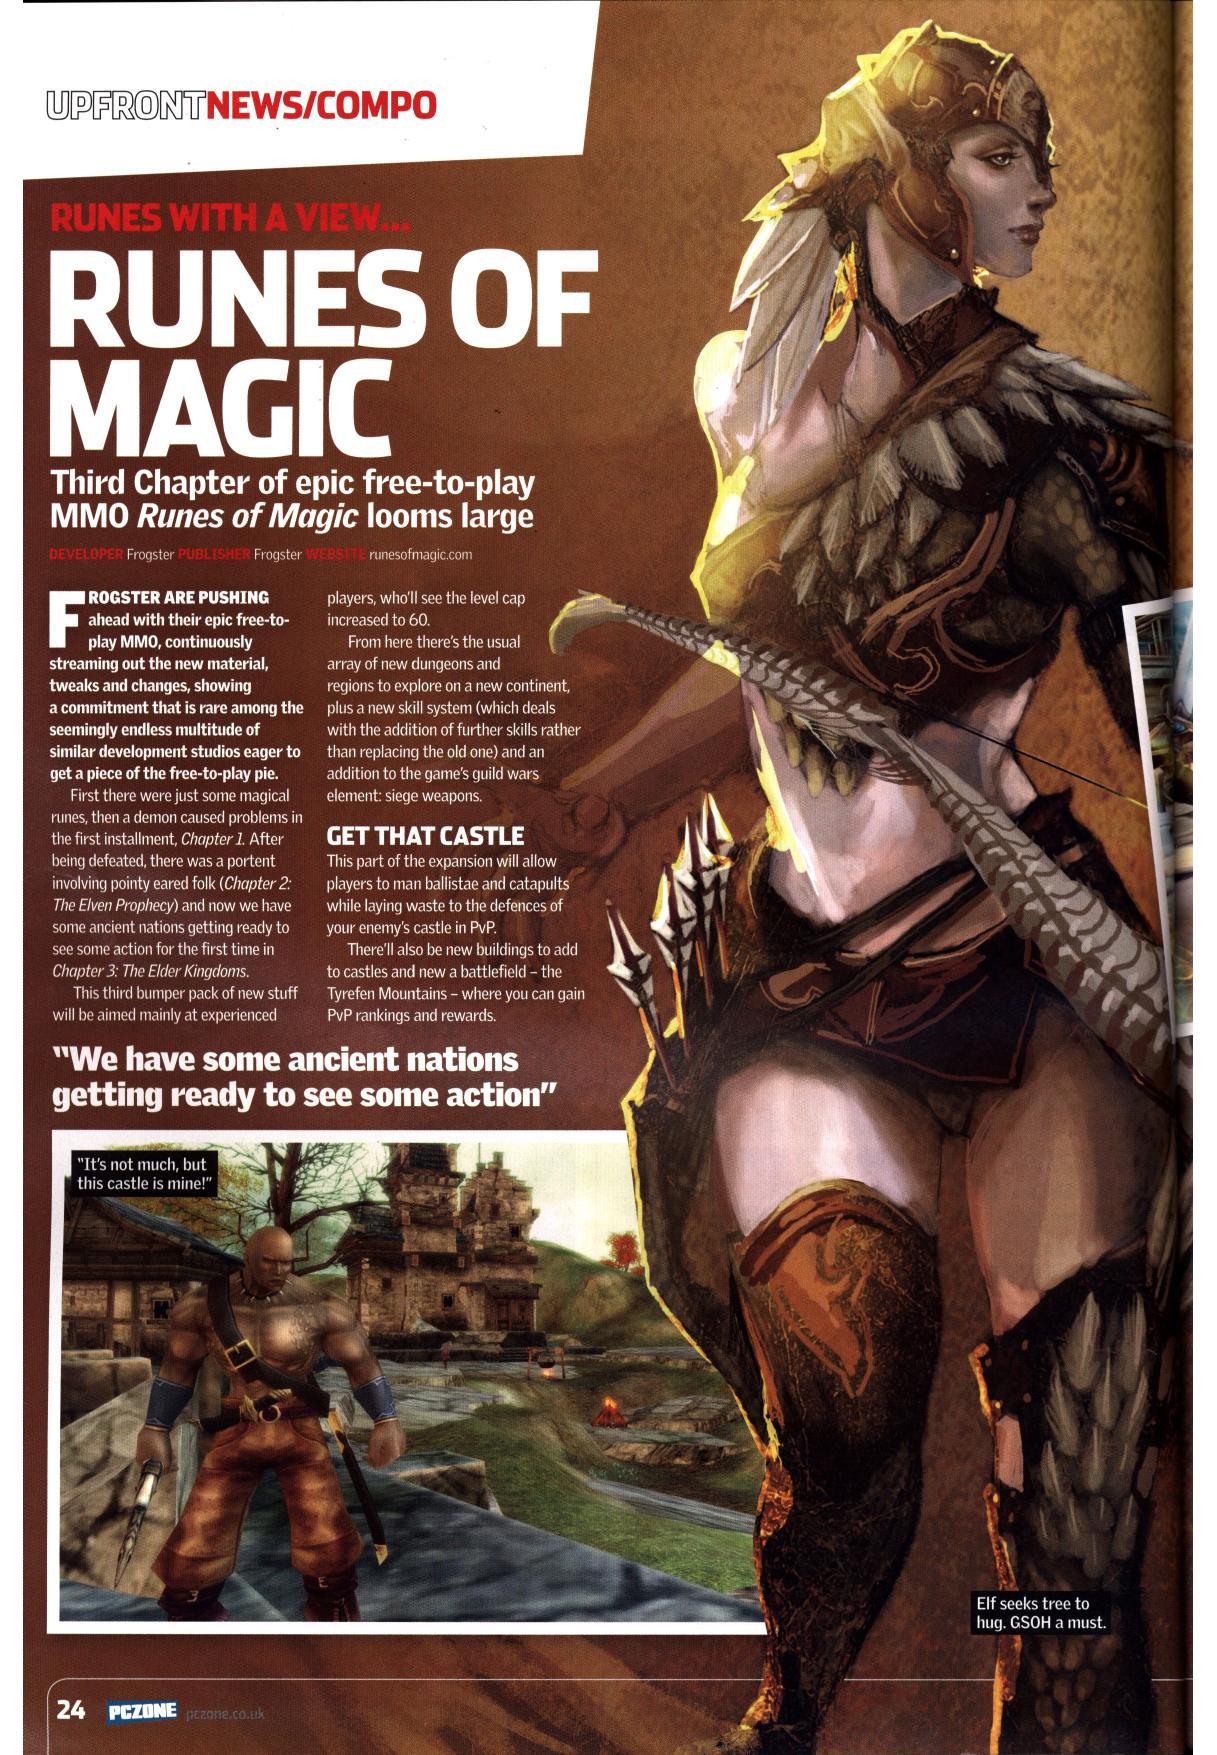 UPFRONTNEWS/COMPO
RUNES WITH A VIEW...
RUNES OF
MAGIC
Third Chapter of epic free-to-play
MMO Runes of Magic looms large
DEVELOPER Frogster PUBLISHER Frogster WEBSITE runesofmagic.com
FROGSTER ARE PUSHING
ahead with their epic free-to-
play MMO, continuously
streaming out the new material,
tweaks and changes, showing
a commitment that is rare among the
seemingly endless multitude of
similar development studios eager to
get a piece of the free-to-play pie.
First there were just some magical
runes, then a demon caused problems in
the first installment, Chapter 1. After
being defeated, there was a portent
involving pointy eared folk (Chapter 2:
The Elven Prophecy) and now we have
some ancient nations getting ready to
see some action for the first time in
Chapter 3: The Elder Kingdoms.
This third bumper pack of new stuff
will be aimed mainly at experienced
players, who'll see the level cap
increased to 60.
From here there's the usual
array of new dungeons and
regions to explore on a new continent,
plus a new skill system (which deals
with the addition of further skills rather
than replacing the old one) and an
addition to the game's guild wars
element: siege weapons.
GET THAT CASTLE
This part of the expansion will allow
players to man ballistae and catapults
while laying waste to the defences of
your enemy's castle in PvP.
There'll also be new buildings to add
to castles and new a battlefield – the
Tyrefen Mountains – where you can gain
PvP rankings and rewards.
"We have some ancient nations
getting ready to see some action"
"It's not much, but
this castle is mine!"
Elf seeks tree to
hug. GSOH a must.
24 PCZONE pczone.co.uk